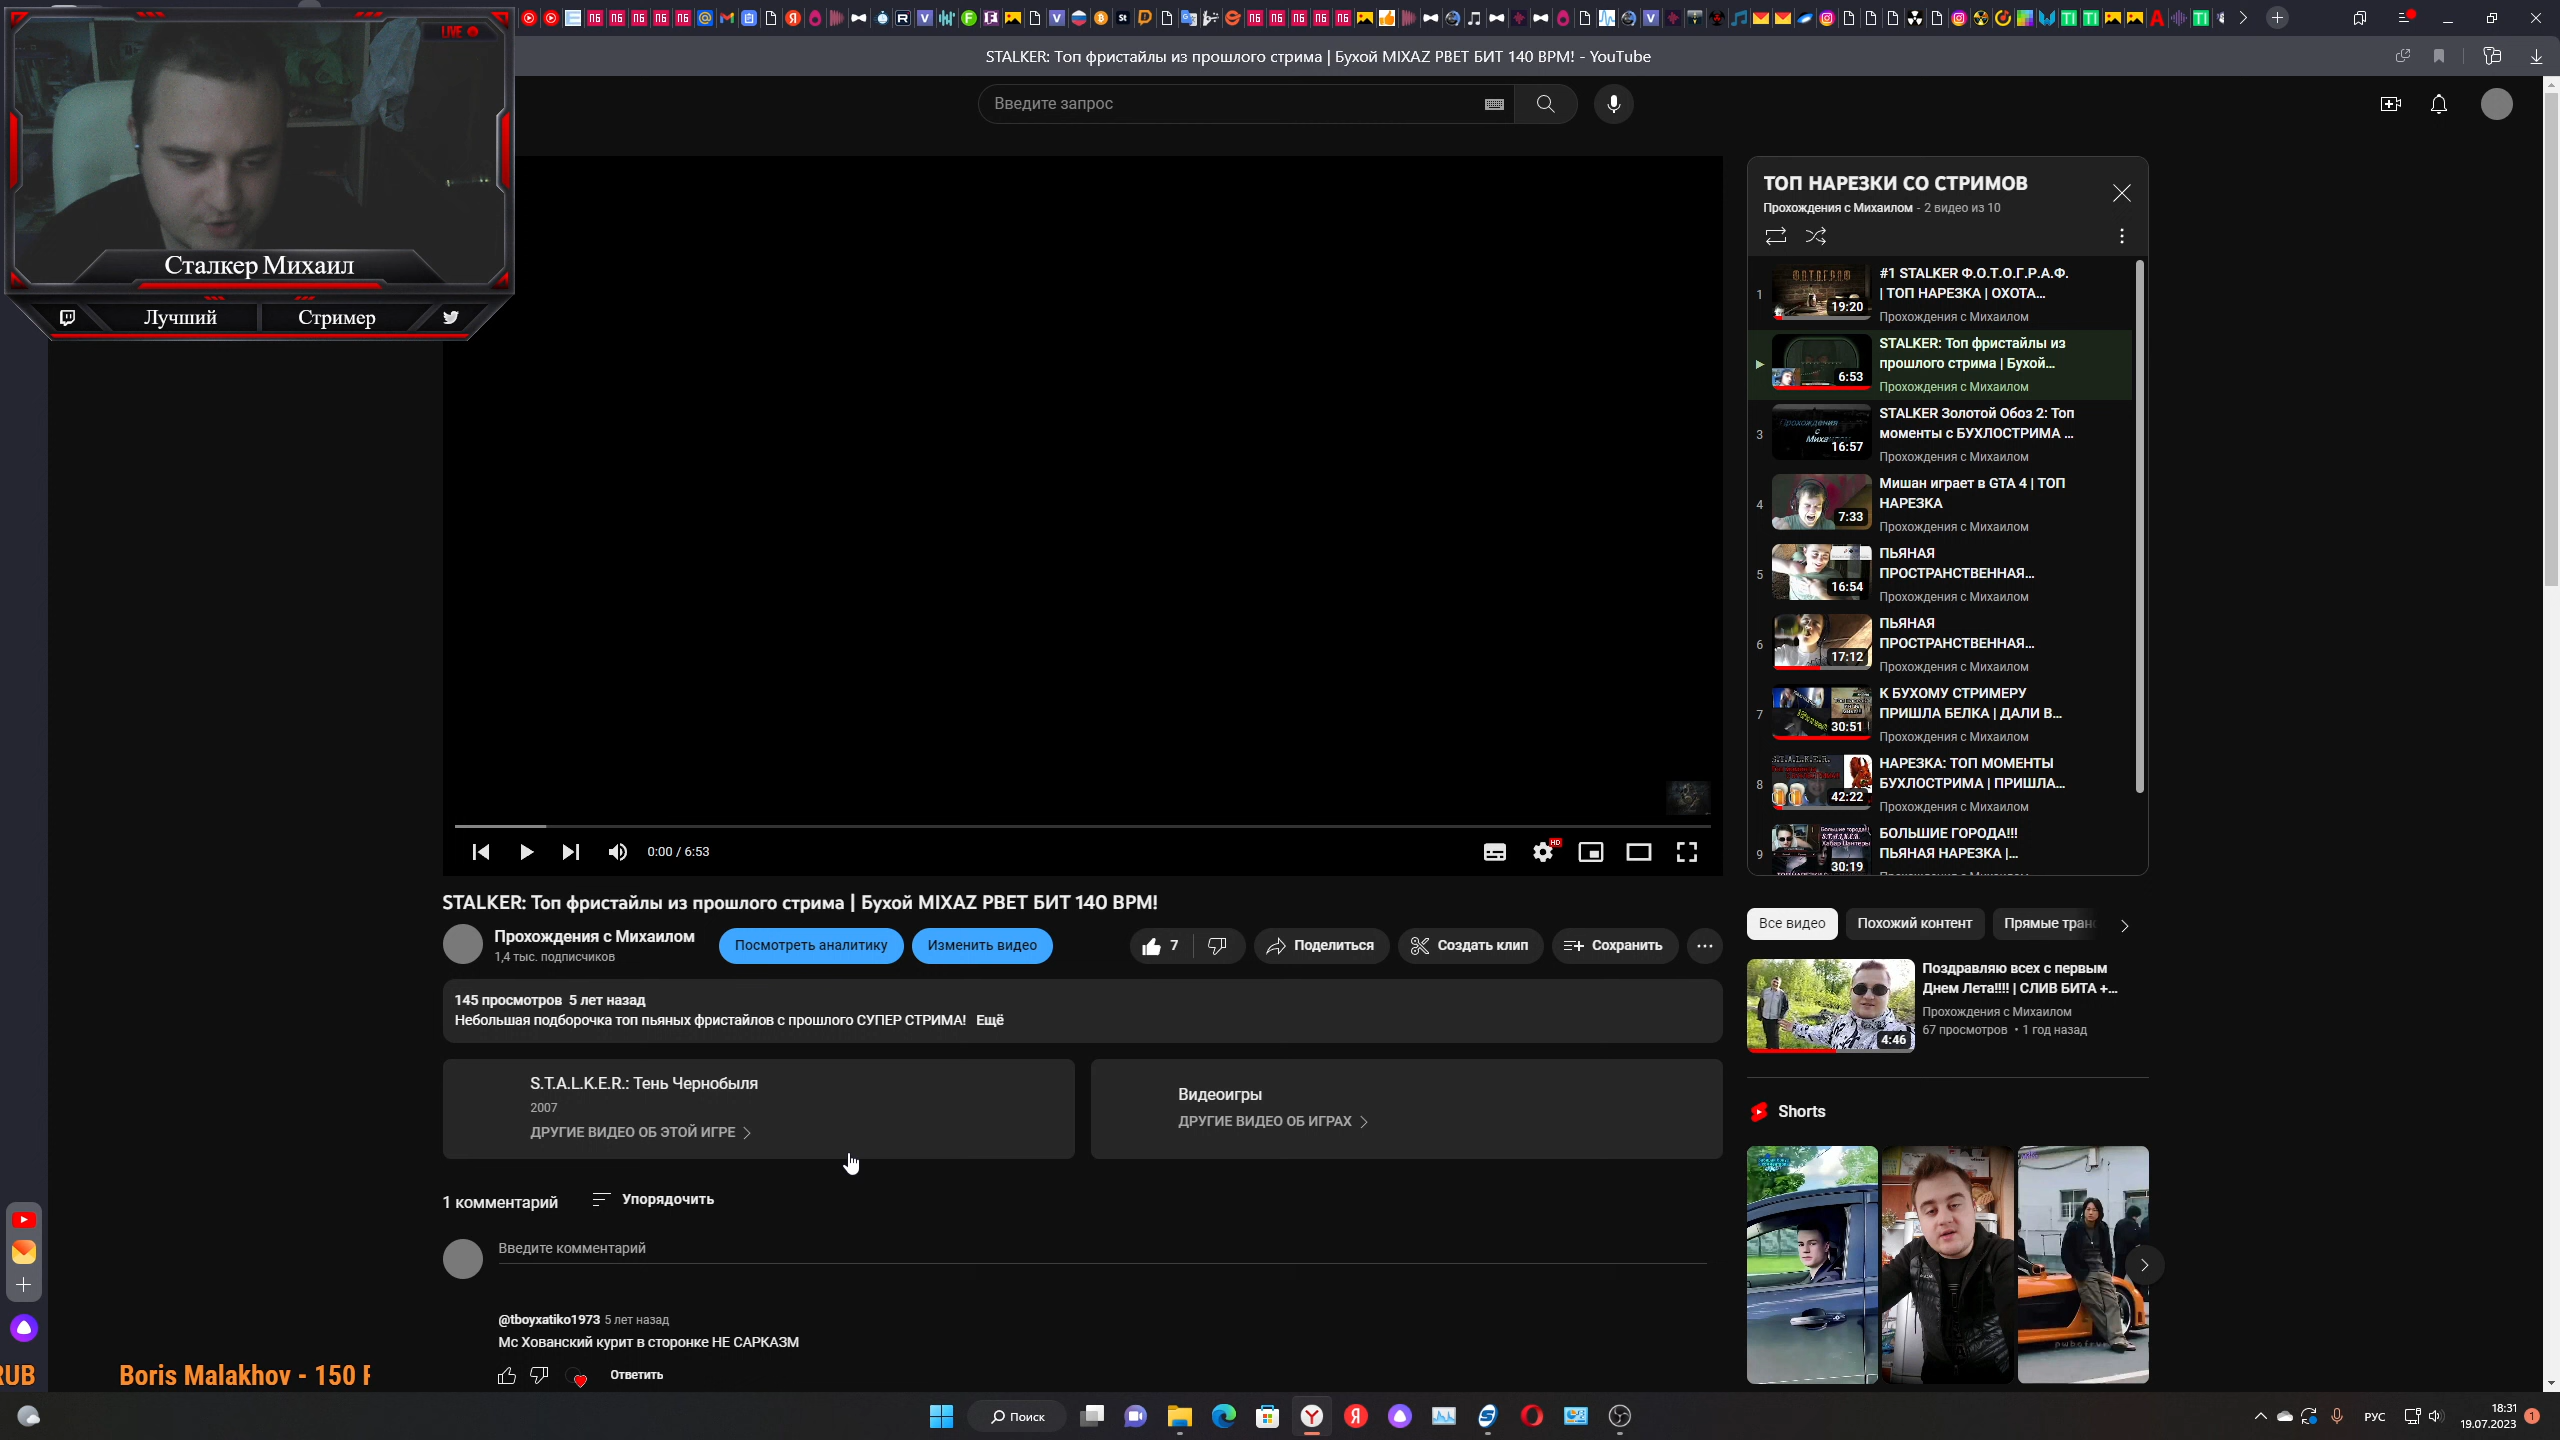 LIVE
Сталкер Михаил
Лучший
Стример
STALKER: Топ фристайлы из прошлого стрима | Бухой MIXAZ РВЕТ БИТ 140 BPM! - YouTube
Введите запрос
ТОП НАРЕЗКИ СО СТРИМОВ
Прохождения с Михаилом - 2 видео из 10
1
19:20
#1 STALKER Ф.О.Т.О.Г.Р.А.Ф.
| ТОП НАРЕЗКА | ОХОТА...
Прохождения с Михаилом
6:53
STALKER: Топ фристайлы из
прошлого стрима | Бухой...
Прохождения с Михаилом
3
Прохождения
с
16:57
STALKER Золотой Обоз 2: Топ
моменты с БУХЛОСТРИМА ...
Прохождения с Михаилом
4
7:33
Мишан играет в GTA 4 | ТОП
НАРЕЗКА
Прохождения с Михаилом
5
16:54
ПЬЯНАЯ
ПРОСТРАНСТВЕННАЯ...
Прохождения с Михаилом
6
17:12
ПЬЯНАЯ
ПРОСТРАНСТВЕННАЯ...
Прохождения с Михаилом
7
30:51
К БУХОМУ СТРИМЕРУ
ПРИШЛА БЕЛКА | ДАЛИ В...
Прохождения с Михаилом
8
42:22
НАРЕЗКА: ТОП МОМЕНТЫ
БУХЛОСТРИМА | ПРИШЛА...
Прохождения с Михаилом
9
30:19
БОЛЬШИЕ ГОРОДА!!!
ПЬЯНАЯ НАРЕЗКА |...
0:00 / 6:53
HD
STALKER: Топ фристайлы из прошлого стрима | Бухой MIXAZ РВЕТ БИТ 140 BPM!
Прохождения с Михаилом
1,4 тыс. подписчиков
Посмотреть аналитику
Изменить видео
7
Поделиться
Создать клип
Сохранить
145 просмотров 5 лет назад
Небольшая подборочка топ пьяных фристайлов с прошлого СУПЕР СТРИМА! Ещё
S.T.A.L.K.E.R.: Тень Чернобыля
2007
ДРУГИЕ ВИДЕО ОБ ЭТОЙ ИГРЕ
Видеоигры
ДРУГИЕ ВИДЕО ОБ ИГРАХ
1 комментарий
Упорядочить
Введите комментарий
@tboyxatiko1973 5 лет назад
Мс Хованский курит в сторонке НЕ САРКАЗМ
Ответить
Все видео
Похожий контент
Прямые тран
4:46
Поздравляю всех с первым
Днем Лета!!!! | СЛИВ БИТА +...
Прохождения с Михаилом
67 просмотров • 1 год назад
Shorts
RUB
Boris Malakhov - 150 R
Поиск
РУС
18:31
19.07.2023
1